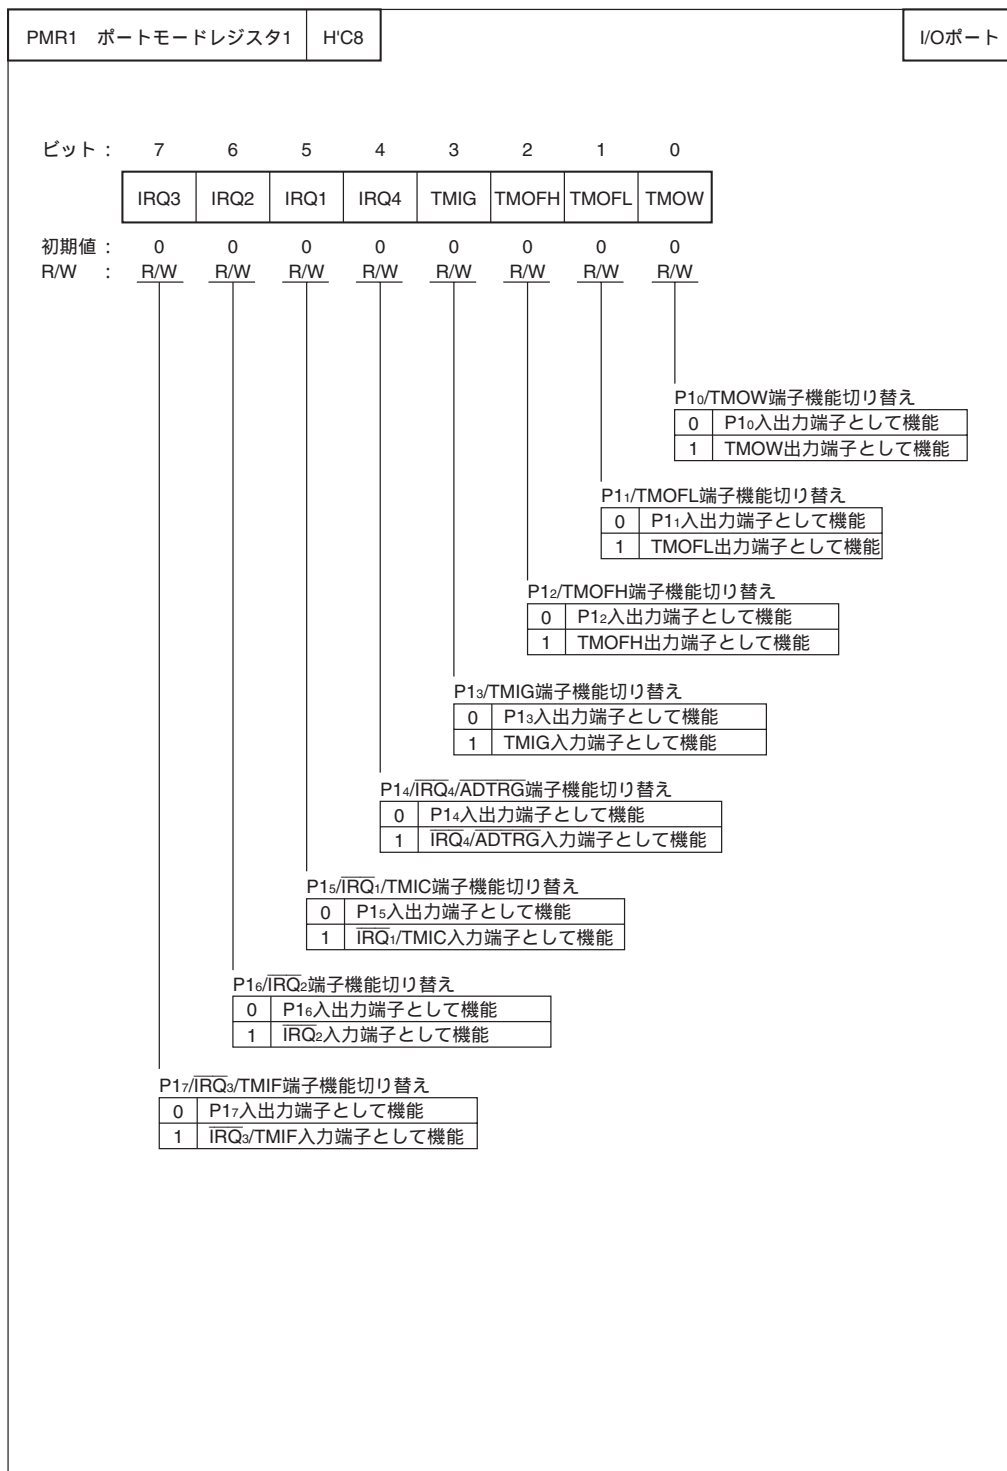 PMR1 ポートモードレジスタ1 H'C8 I/Oポート
ビット : 7 6 5 4 3 2 1 0
IRQ3 IRQ2 IRQ1 IRQ4 TMIG TMOFH TMOFL TMOW
初期値 : 0 0 0 0 0 0 0 0
R/W : R/W R/W R/W R/W R/W R/W R/W R/W
P10/TMOW端子機能切り替え
0 P10入出力端子として機能
1 TMOW出力端子として機能
P11/TMOFL端子機能切り替え
0 P11入出力端子として機能
1 TMOFL出力端子として機能
P12/TMOFH端子機能切り替え
0 P12入出力端子として機能
1 TMOFH出力端子として機能
P13/TMIG端子機能切り替え
0 P13入出力端子として機能
1 TMIG入力端子として機能
P14/IRQ4/ADTRG端子機能切り替え
0 P14入出力端子として機能
1 IRQ4/ADTRG入力端子として機能
P15/IRQ1/TMIC端子機能切り替え
0 P15入出力端子として機能
1 IRQ1/TMIC入力端子として機能
P16/IRQ2端子機能切り替え
0 P16入出力端子として機能
1 IRQ2入力端子として機能
P17/IRQ3/TMIF端子機能切り替え
0 P17入出力端子として機能
1 IRQ3/TMIF入力端子として機能